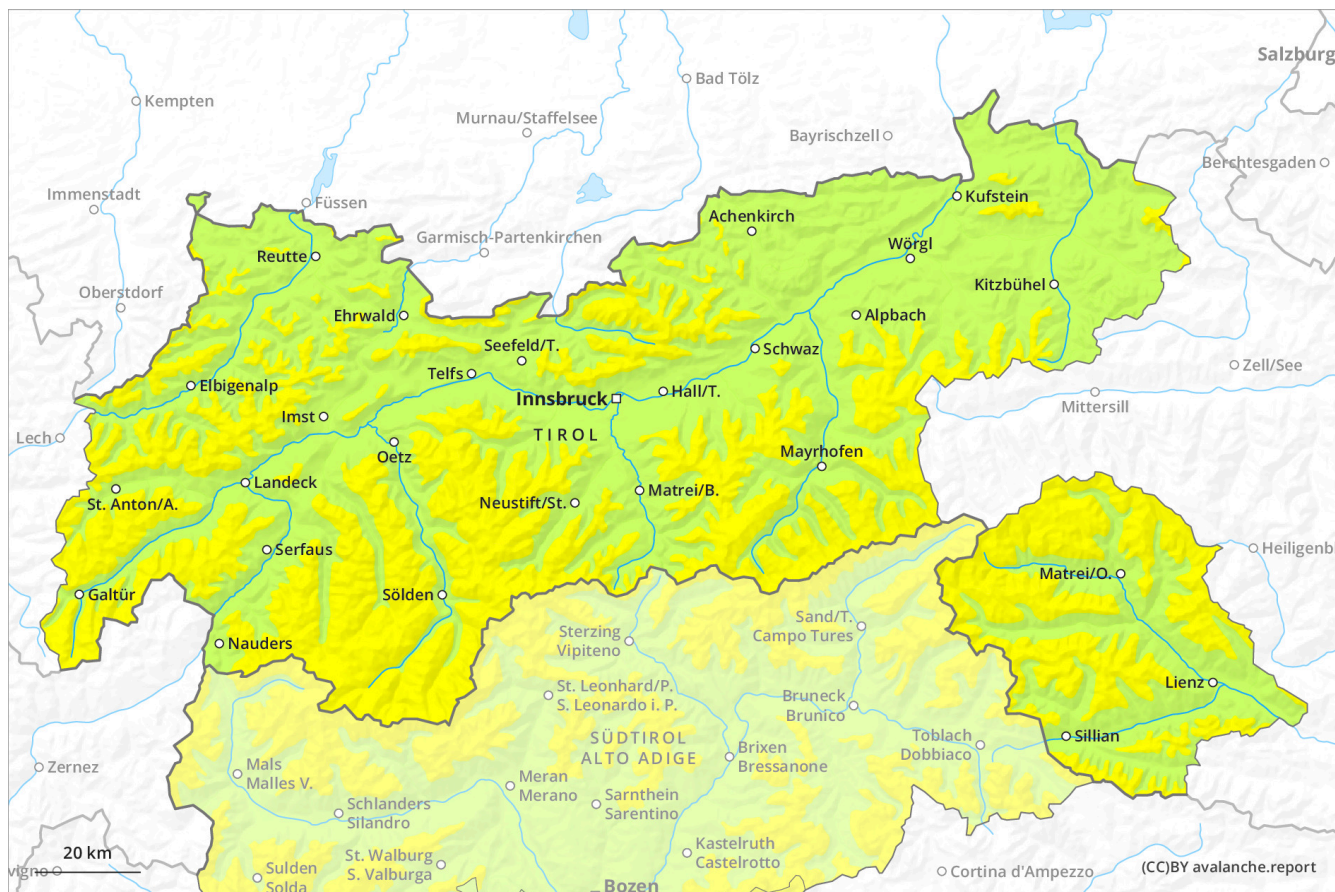 Salzburg
Bad Tölz
Kempten
Murnau/Staffelsee
Bayrischzell
Berchtesgaden
Immenstadt
Füssen
Kufstein
Achenkirch
Garmisch-Partenkirchen
Wörgl
Reutte
Kitzbühel
Oberstdorf
Ehrwald
Alpbach
Seefeld/T.
Schwaz
Zell/See
Telfs
Elbigenalp
Innsbruck
Hall/T.
Mittersill
Imst
Lech
TIROL
Oetz
Mayrhofen
Landeck
Matrei/B.
St. Anton/A.
Neustift/St.
Serfaus
Heiligenb
Matrei/O.
Galtür
Sölden
Sand/T.
Campo Tures
Sterzing
Vipiteno
Nauders
Lienz
St. Leonhard/P.
S. Leonardo i. P.
Bruneck
Brunico
SÜDTIROL
ALTO ADIGE
Toblach
Dobbiaco
Sillian
Brixen
Bressanone
Zernez
Mals
Malles V.
Meran
Merano
Sarnthein
Sarentino
Schlanders
Silandro
Kastelruth
Castelrotto
20 km
St. Walburg
S. Valburga
vigno
Sulden
Solda
Bozen
Cortina d'Ampezzo
(CC)BY avalanche.report